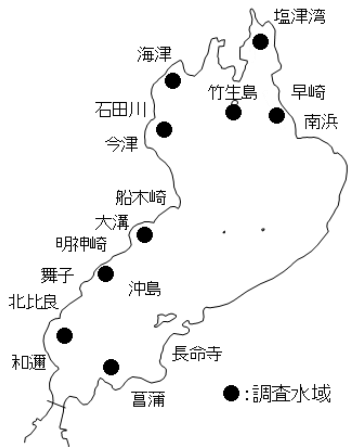 塩津湾
海津
竹生島
早崎
石田川
南浜
今津
船木崎
大溝
明神崎
舞子
沖島
北比良
長命寺
和邇
菖蒲
●:調査水域